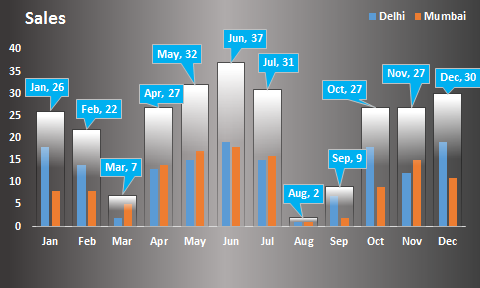 Sales
Delhi Mumbai
40
35
30
25
20
15
10
5
0
Jan, 26
Feb, 22
Mar, 7
Apr, 27
May, 32
Jun, 37
Jul, 31
Aug, 2
Sep, 9
Oct, 27
Nov, 27
Dec, 30
Jan Feb Mar Apr May Jun Jul Aug Sep Oct Nov Dec